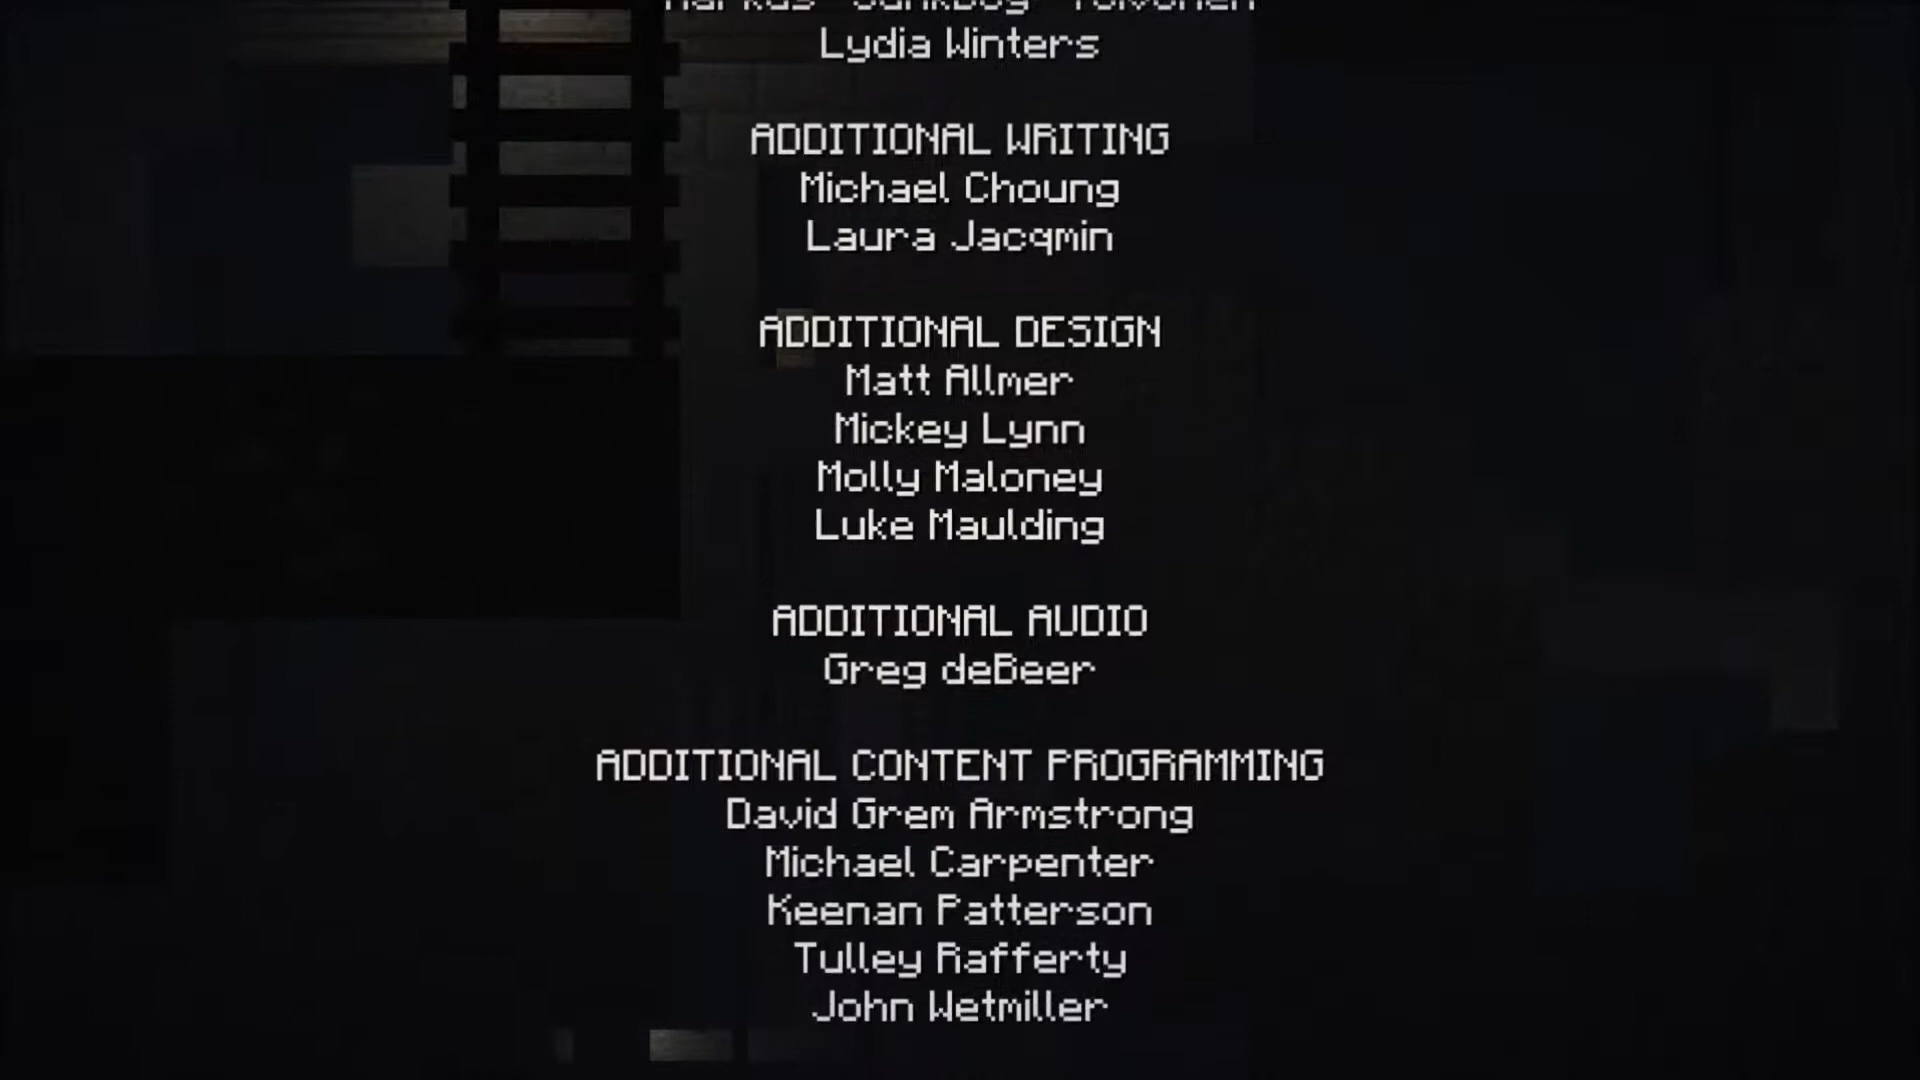 Lydia Winters
ADDITIONAL WRITING
Michael Choung
Laura Jacqmin
ADDITIONAL DESIGN
Matt Allmer
Mickey Lynn
Molly Maloney
Luke Maulding
ADDITIONAL AUDIO
Greg deBeer
ADDITIONAL CONTENT PROGRAMMING
David Grem Armstrong
Michael Carpenter
Keenan Patterson
Tulley Rafferty
John Wetmiller